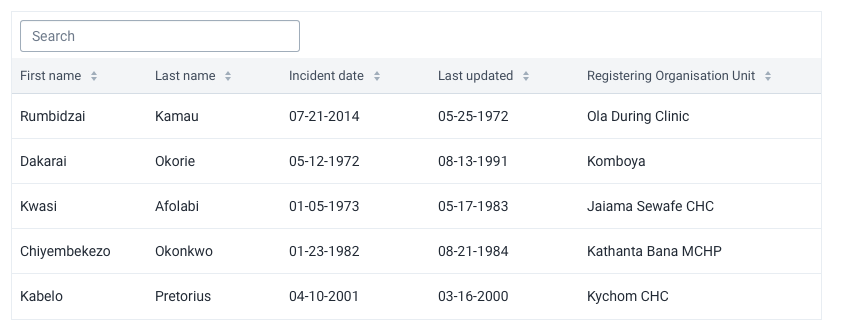 Search
First name Last name Incident date Last updated Registering Organisation Unit
Rumbidzai Kamau 07-21-2014 05-25-1972 Ola During Clinic
Dakarai Okorie 05-12-1972 08-13-1991 Komboya
Kwasi Afolabi 01-05-1973 05-17-1983 Jaiama Sewafe CHC
Chiyembekezo Okonkwo 01-23-1982 08-21-1984 Kathanta Bana MCHP
Kabelo Pretorius 04-10-2001 03-16-2000 Kychom CHC